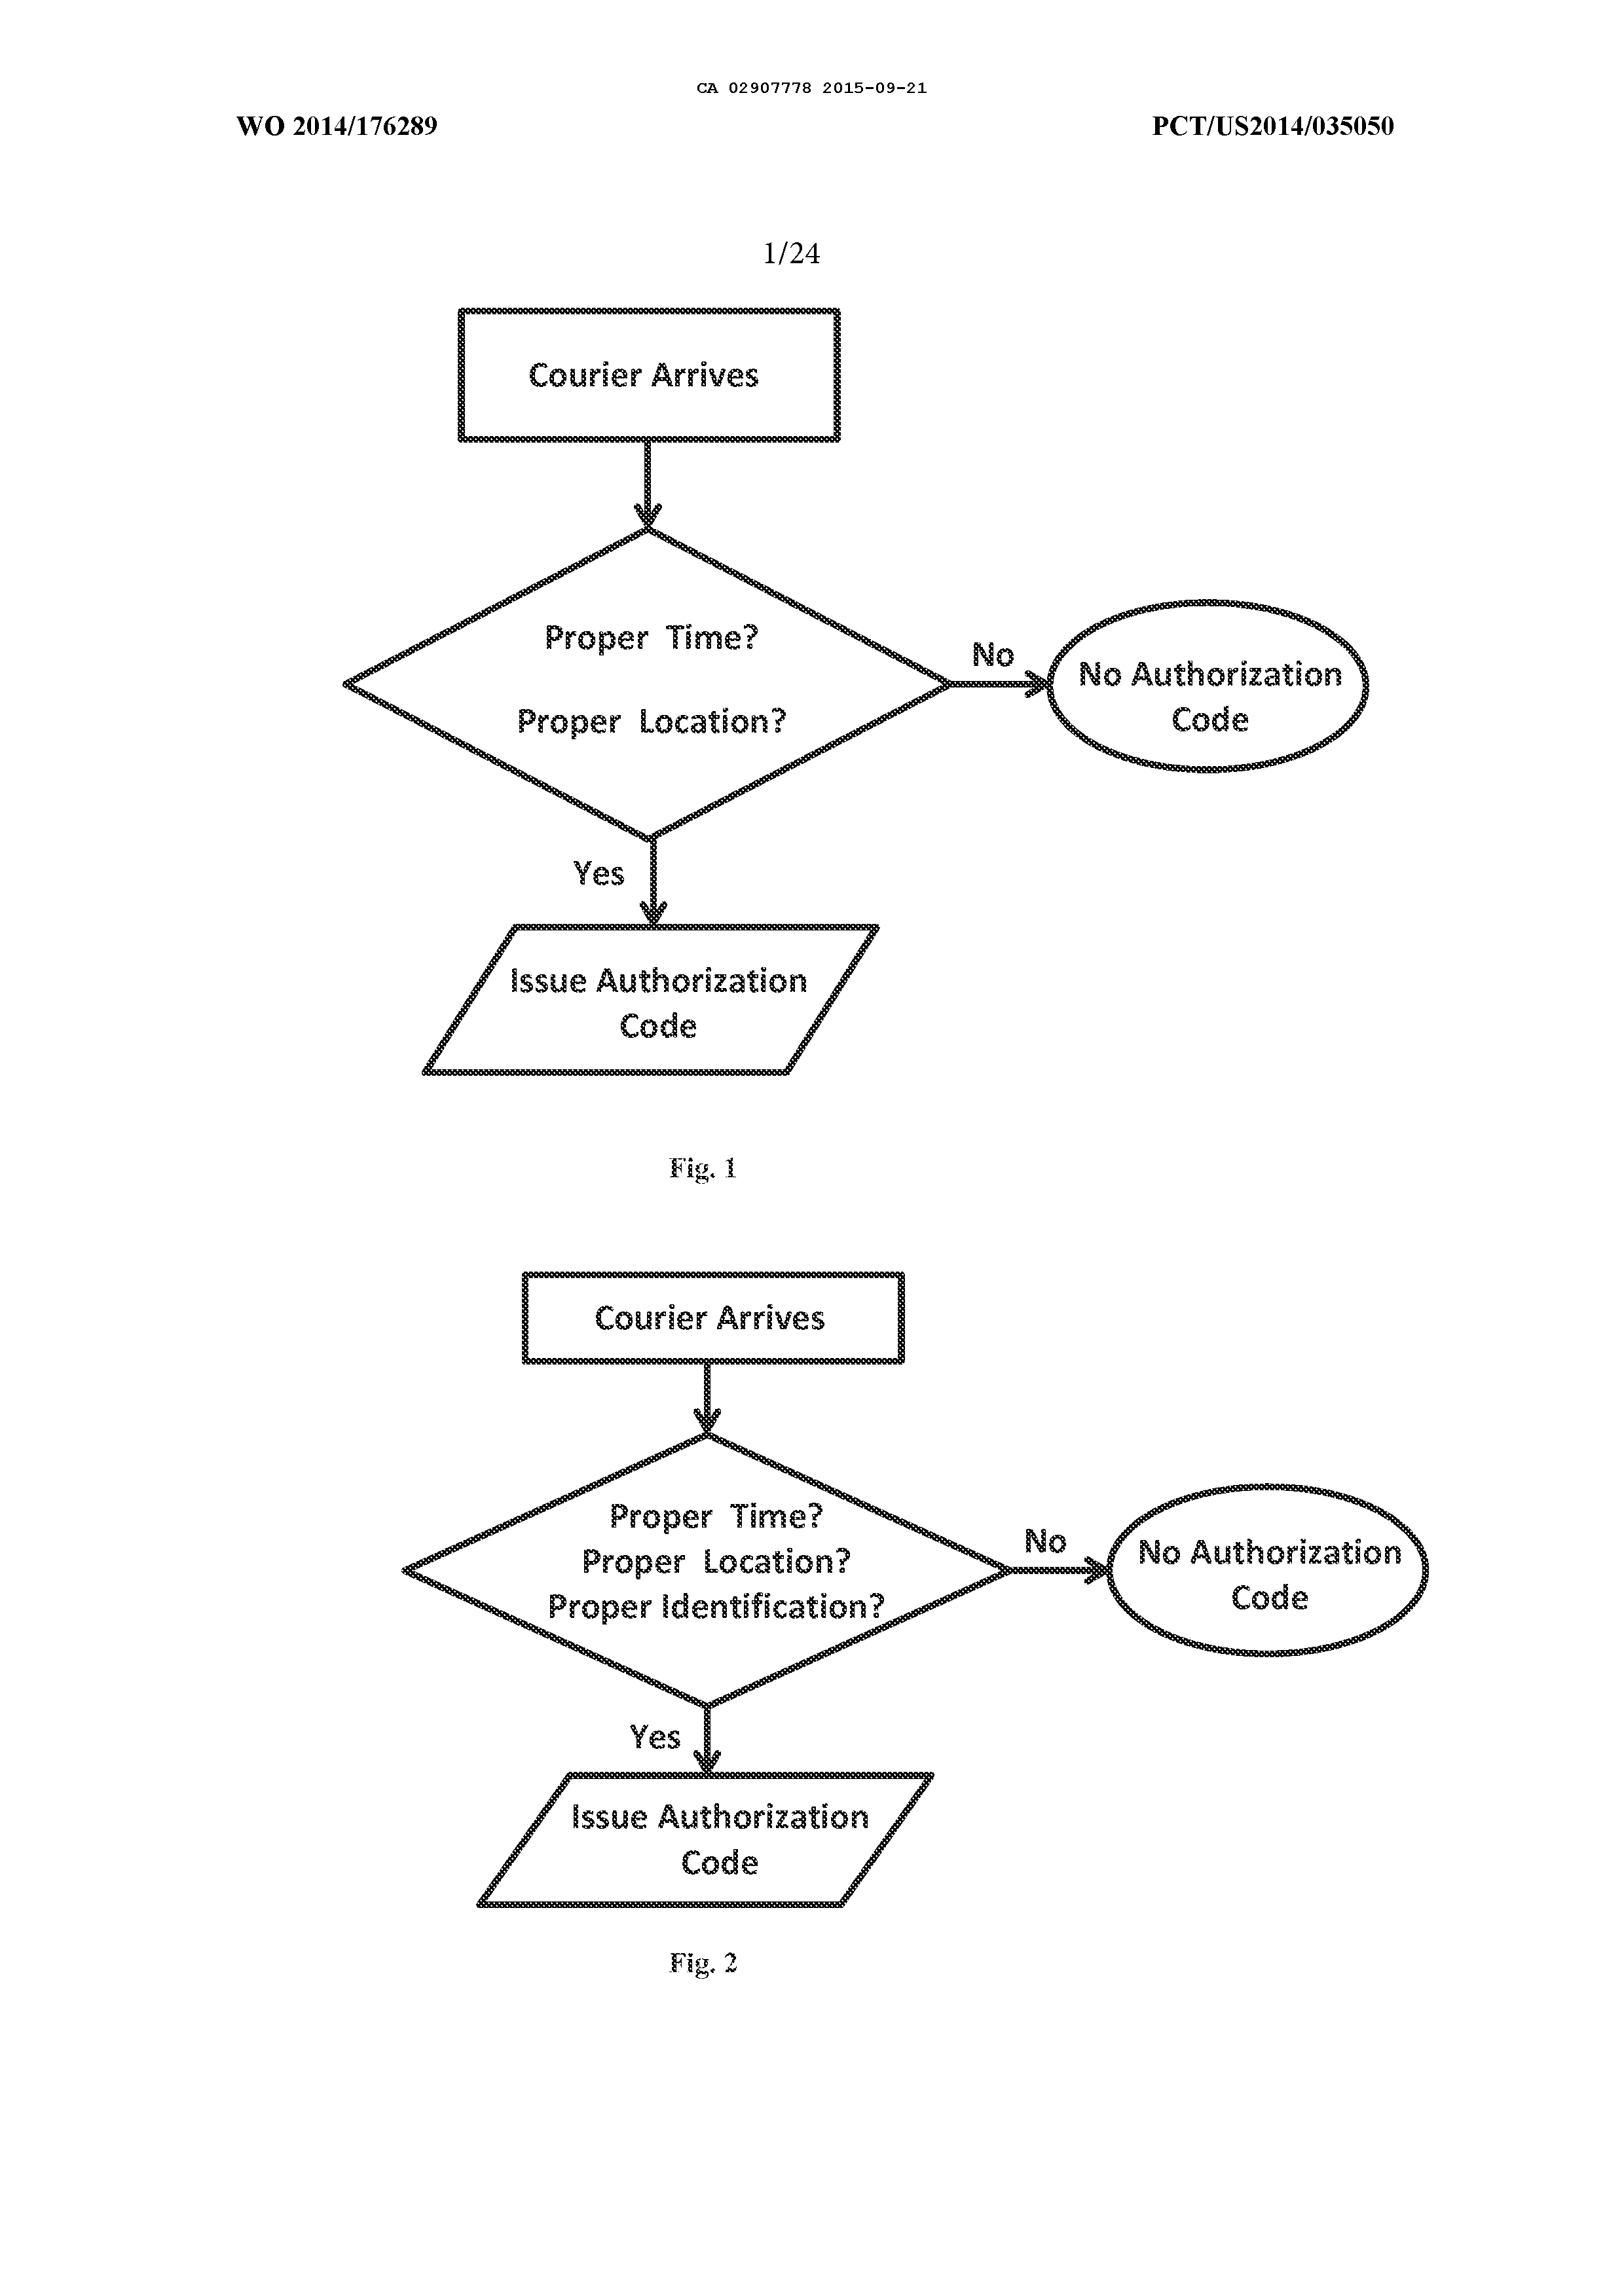 CA 02907778 2015-09-21
WO 2014/176289
PCT/US2014/035050
1/24
Courier Arrives
Proper Time?
Proper Location?
No
No Authorization
Code
Yes
Issue Authorization
Code
Fig. 1
Courier Arrives
Proper Time?
Proper Location?
Proper Identification?
No
No Authorization
Code
Yes
Issue Authorization
Code
Fig. 2